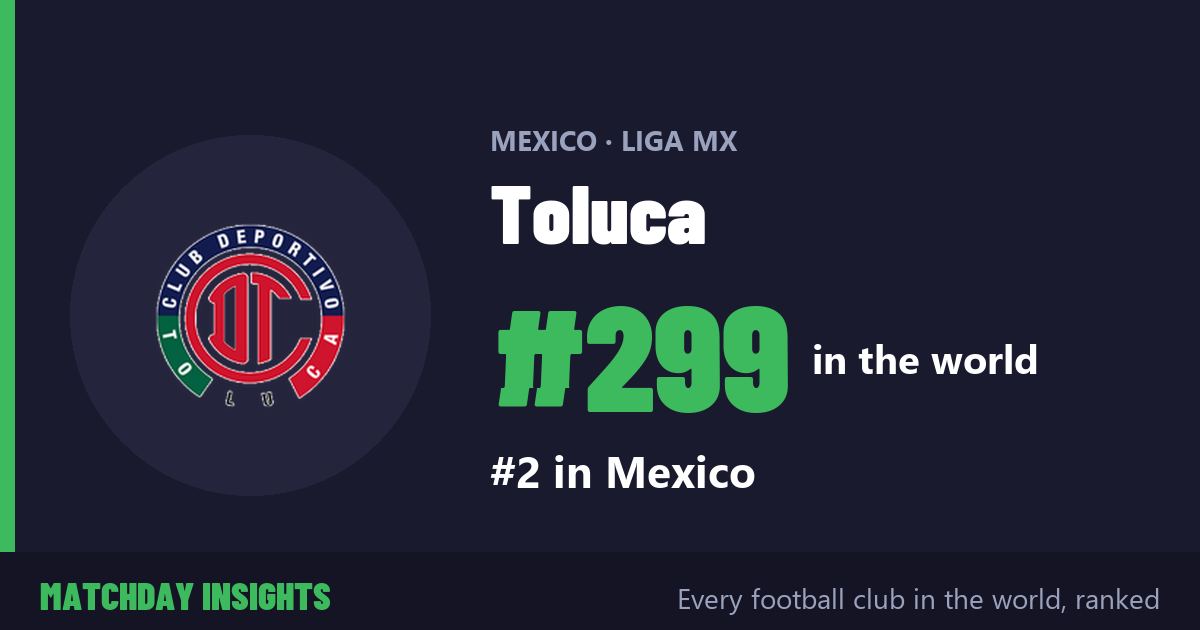 CLUB DEPORTIVO
TOLUCA
DTC
MEXICO · LIGA MX
Toluca
#299 in the world
#2 in Mexico
MATCHDAY INSIGHTS
Every football club in the world, ranked